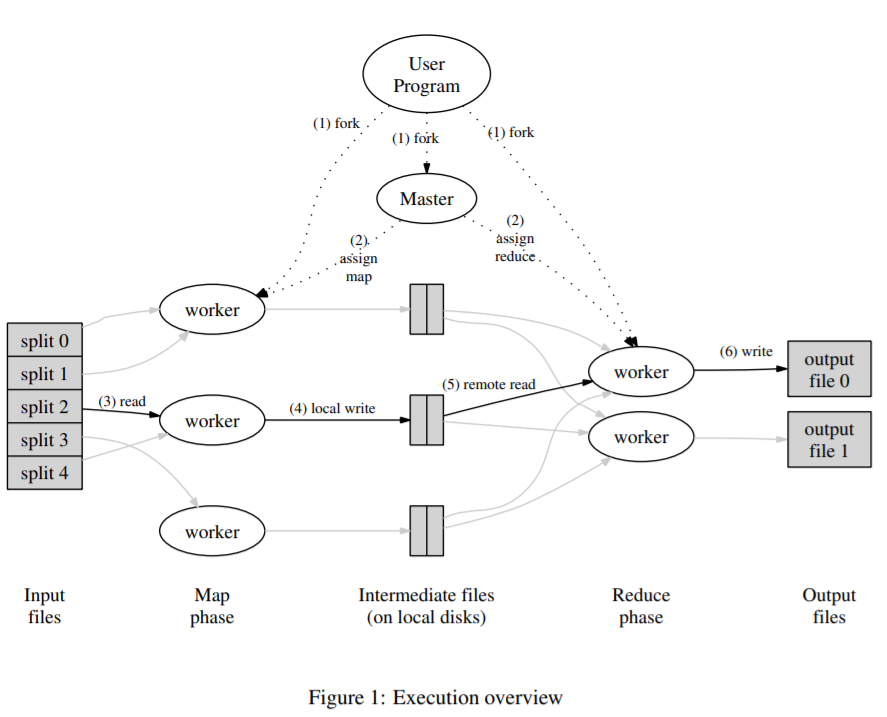 User
Program
(1) fork
(1) fork
(1) fork
Master
(2)
assign
map
(2)
assign
reduce
worker
split 0
split 1
split 2
split 3
split 4
(3) read
worker
(4) local write
(5) remote read
worker
worker
(6) write
output
file 0
worker
output
file 1
Input
files
Map
phase
Intermediate files
(on local disks)
Reduce
phase
Output
files
Figure 1: Execution overview